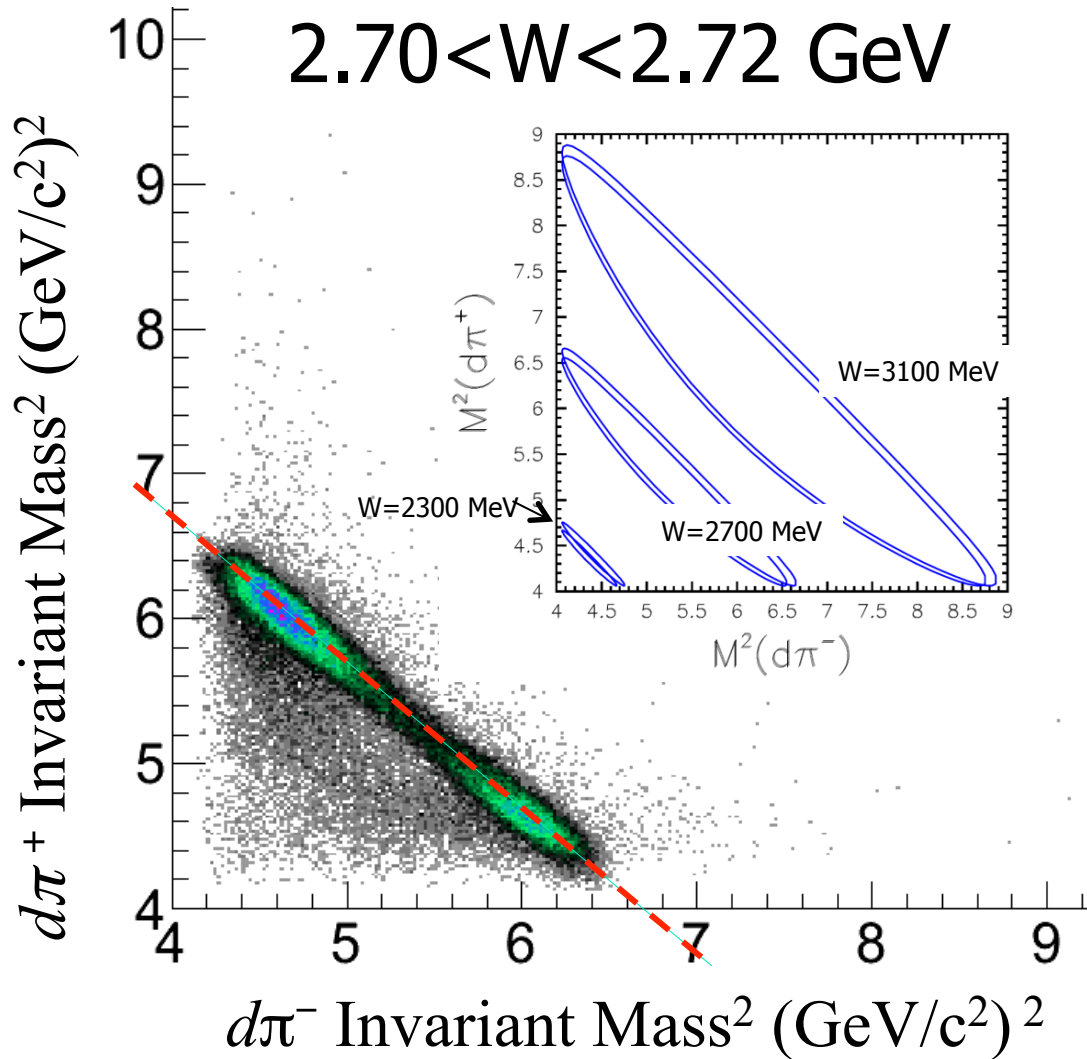 2.70<W<2.72 GeV
dπ⁺ Invariant Mass² (GeV/c²)²
10
9
8
7
6
5
4
4 5 6 7 8 9
dπ⁻ Invariant Mass² (GeV/c²)²
M²(dπ⁺)
9
8.5
8
7.5
7
6.5
6
5.5
5
4.5
4
4 4.5 5 5.5 6 6.5 7 7.5 8 8.5 9
M²(dπ⁻)
W=3100 MeV
W=2300 MeV
W=2700 MeV